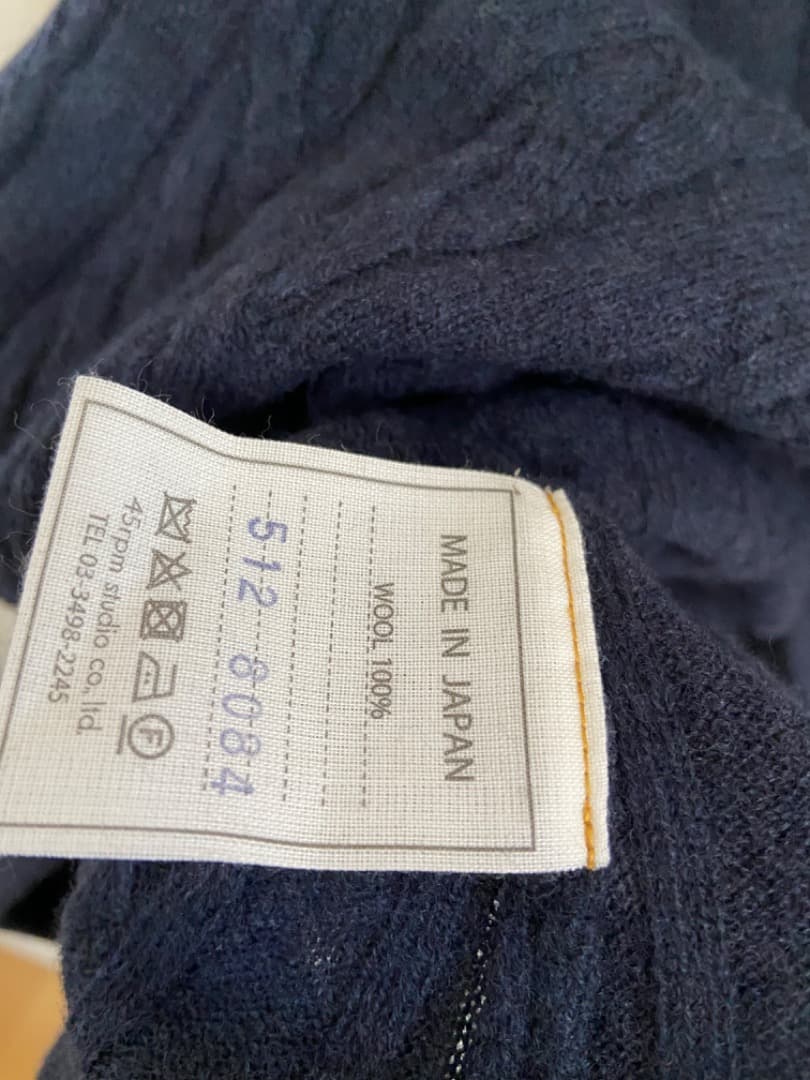 MADE IN JAPAN
WOOL 100%
512 8084
F
45rpm studio co., ltd.
TEL 03-3498-2245